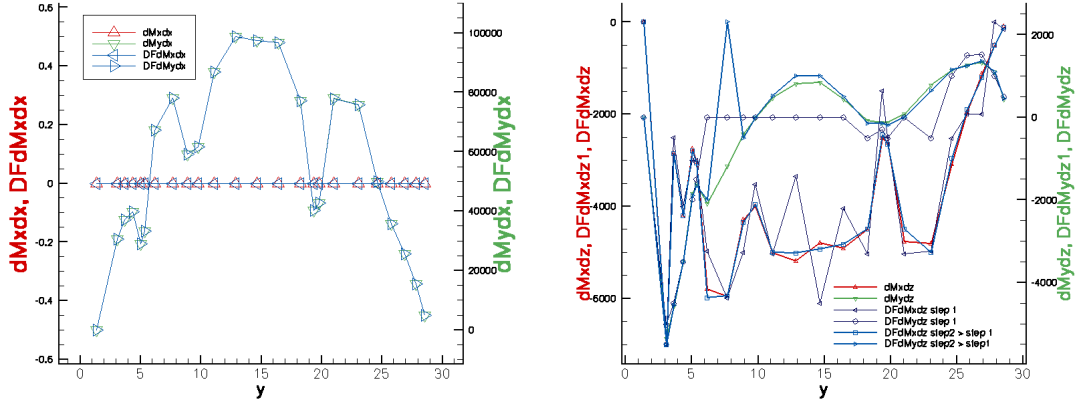 dMxdx, DFdMxdx
0.6
0.4
0.2
0
-0.2
-0.4
-0.6
dMxdx
dMydx
DFdMxdx
DFdMydx
0
5
10
15
20
25
30
y
100000
80000
60000
40000
20000
0
dMydx, DFdMydx
dMxdz, DFdMxdz1, DFdMxdz
0
-2000
-4000
-6000
dMxdz
dMydz
DFdMxdz step 1
DFdMydz step 1
DFdMxdz step2 > step 1
DFdMydz step2 > step1
0
5
10
15
20
25
30
y
2000
0
-2000
-4000
dMydz, DFdMydz1, DFdMydz